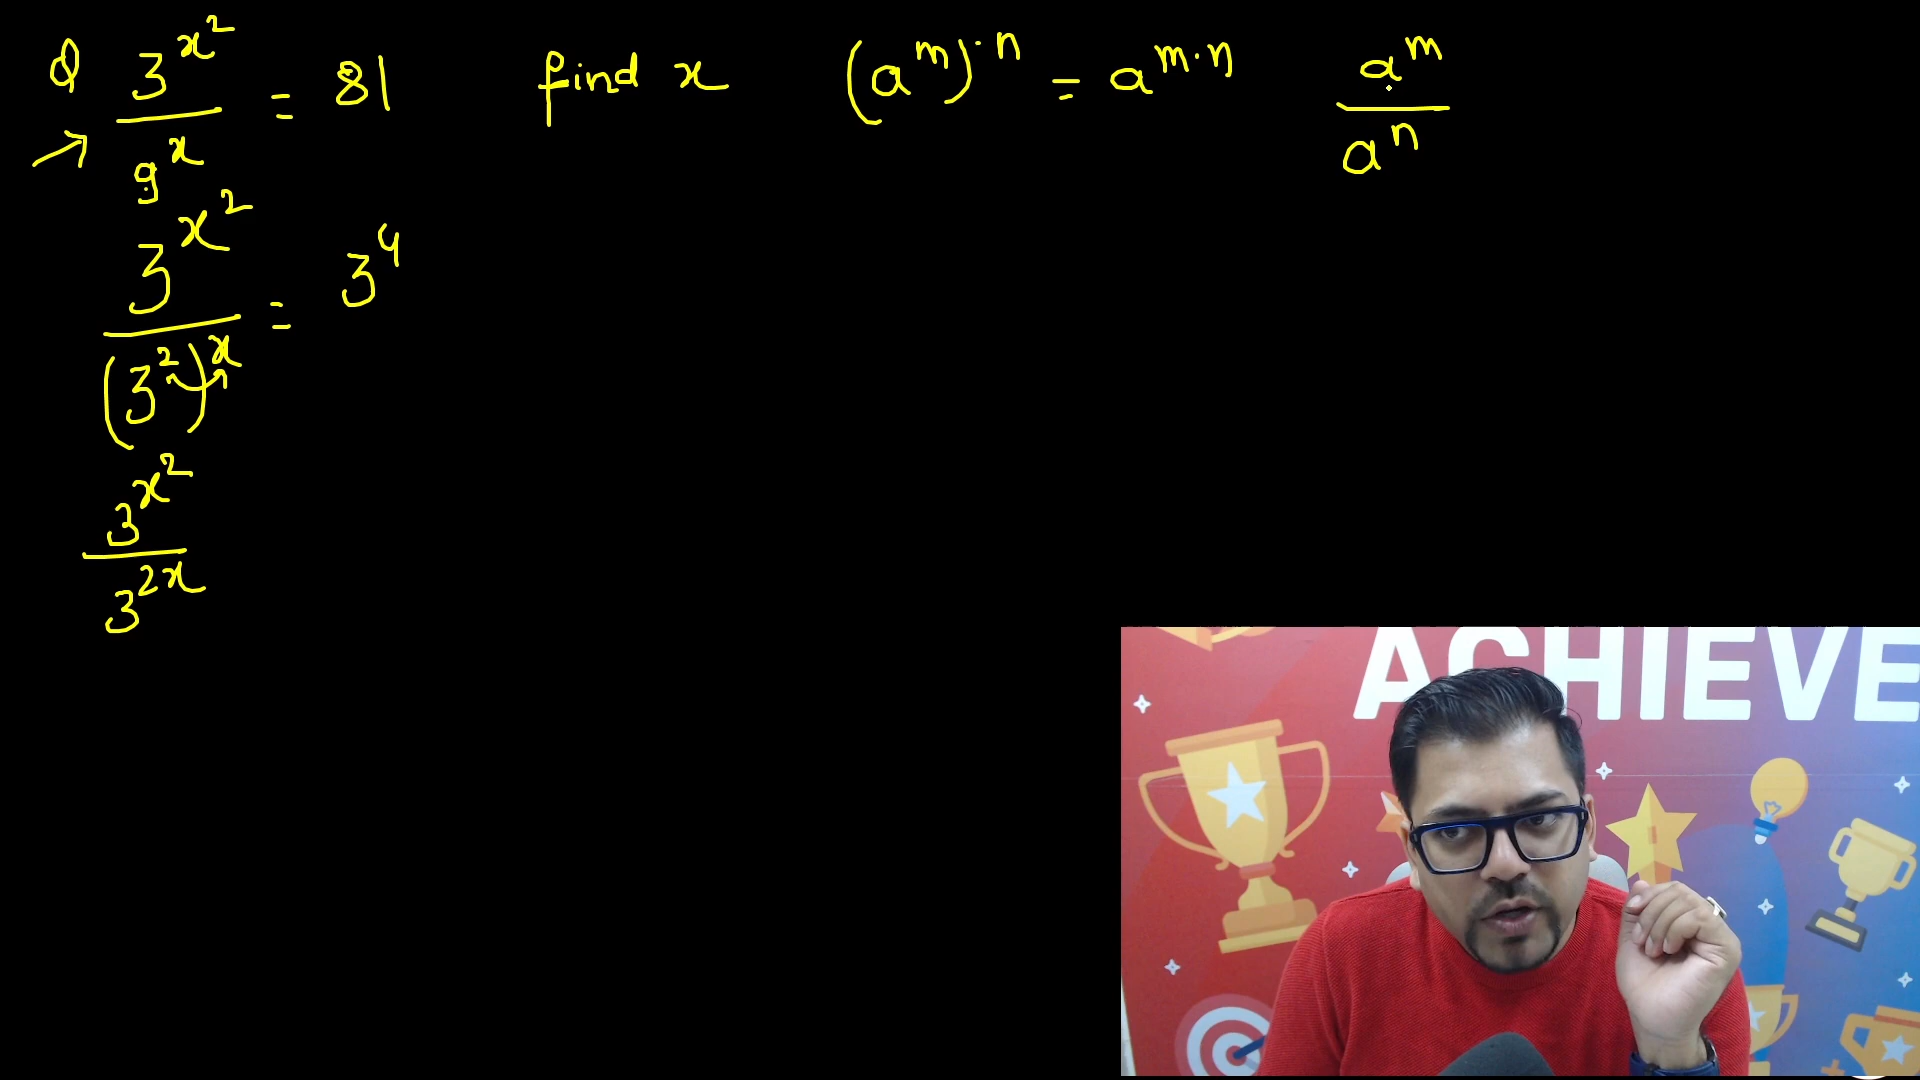 Q 3^x^2 / 9^x = 81 find x (a^m)^·n = a^m·n a^m / a^n
→ 3^x^2 / (3^2)^x = 3^4
3^x^2 / 3^2x
ACHIEVE